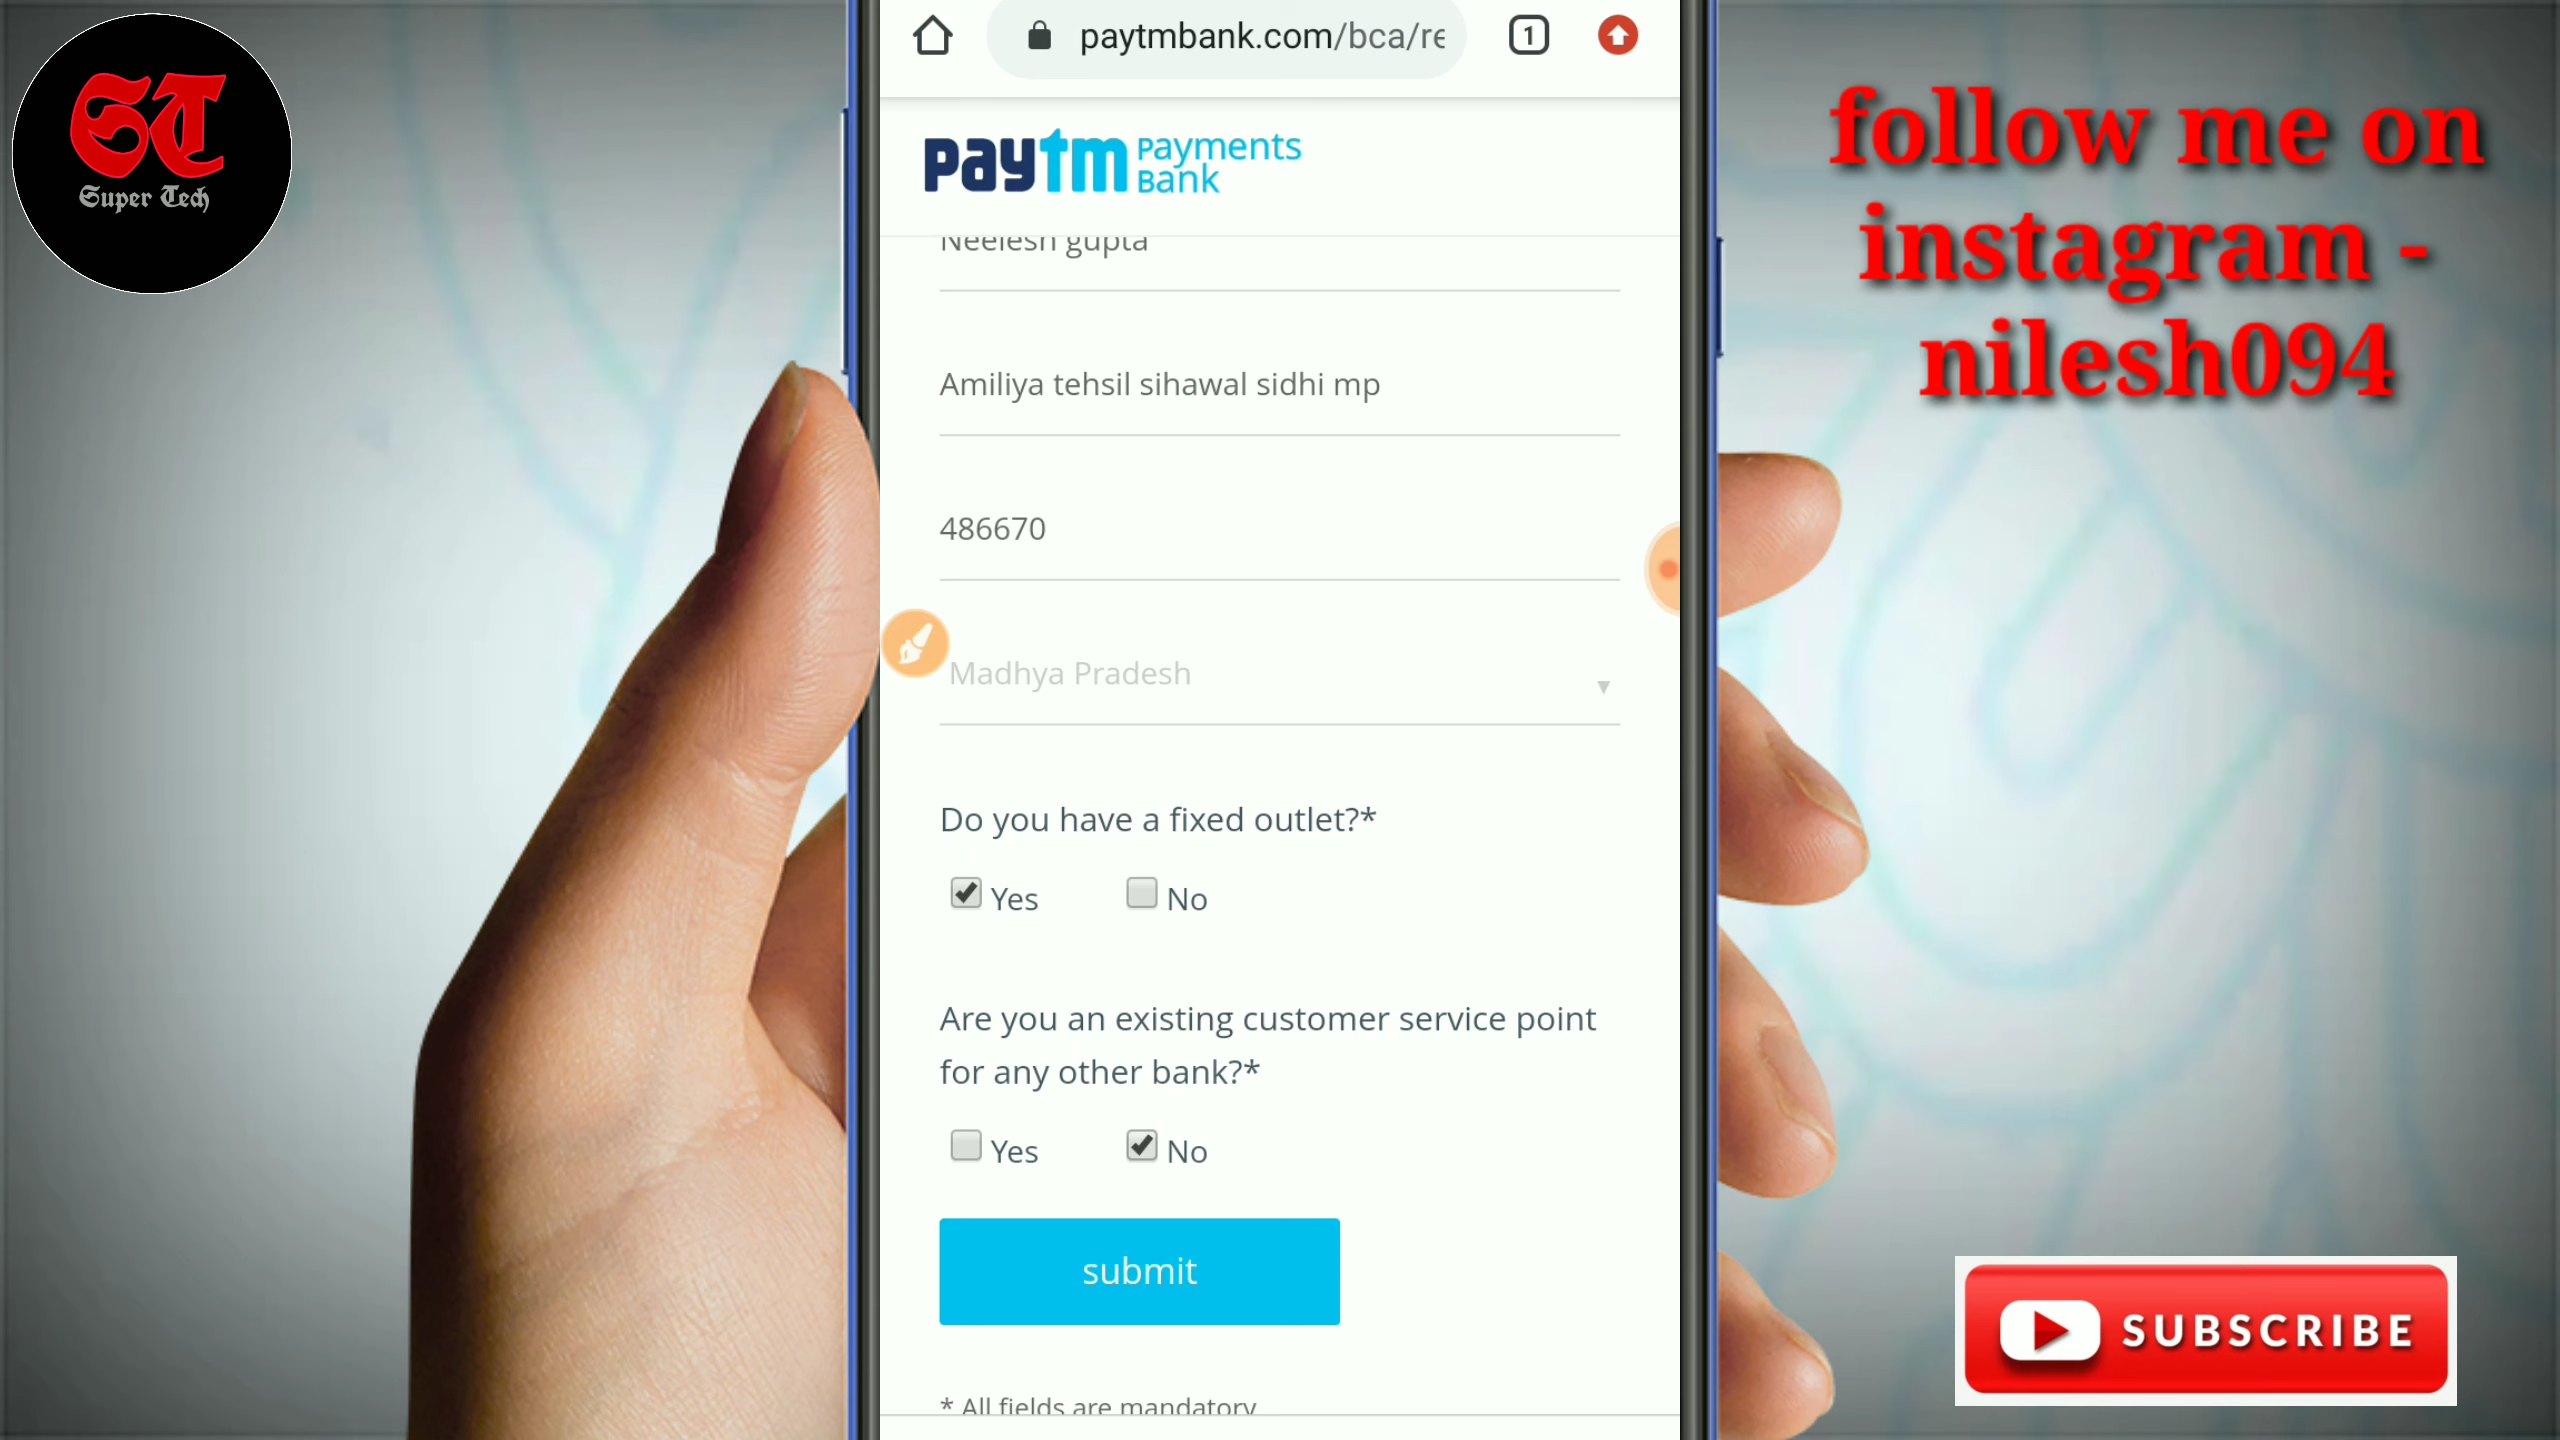 ST
Super Tech
paytmbank.com/bca/re
1
paytm Payments
Bank
Neelesh gupta
Amiliya tehsil sihawal sidhi mp
486670
Madhya Pradesh
Do you have a fixed outlet?*
Yes No
Are you an existing customer service point
for any other bank?*
Yes No
submit
* All fields are mandatory
follow me on
instagram -
nilesh094
SUBSCRIBE